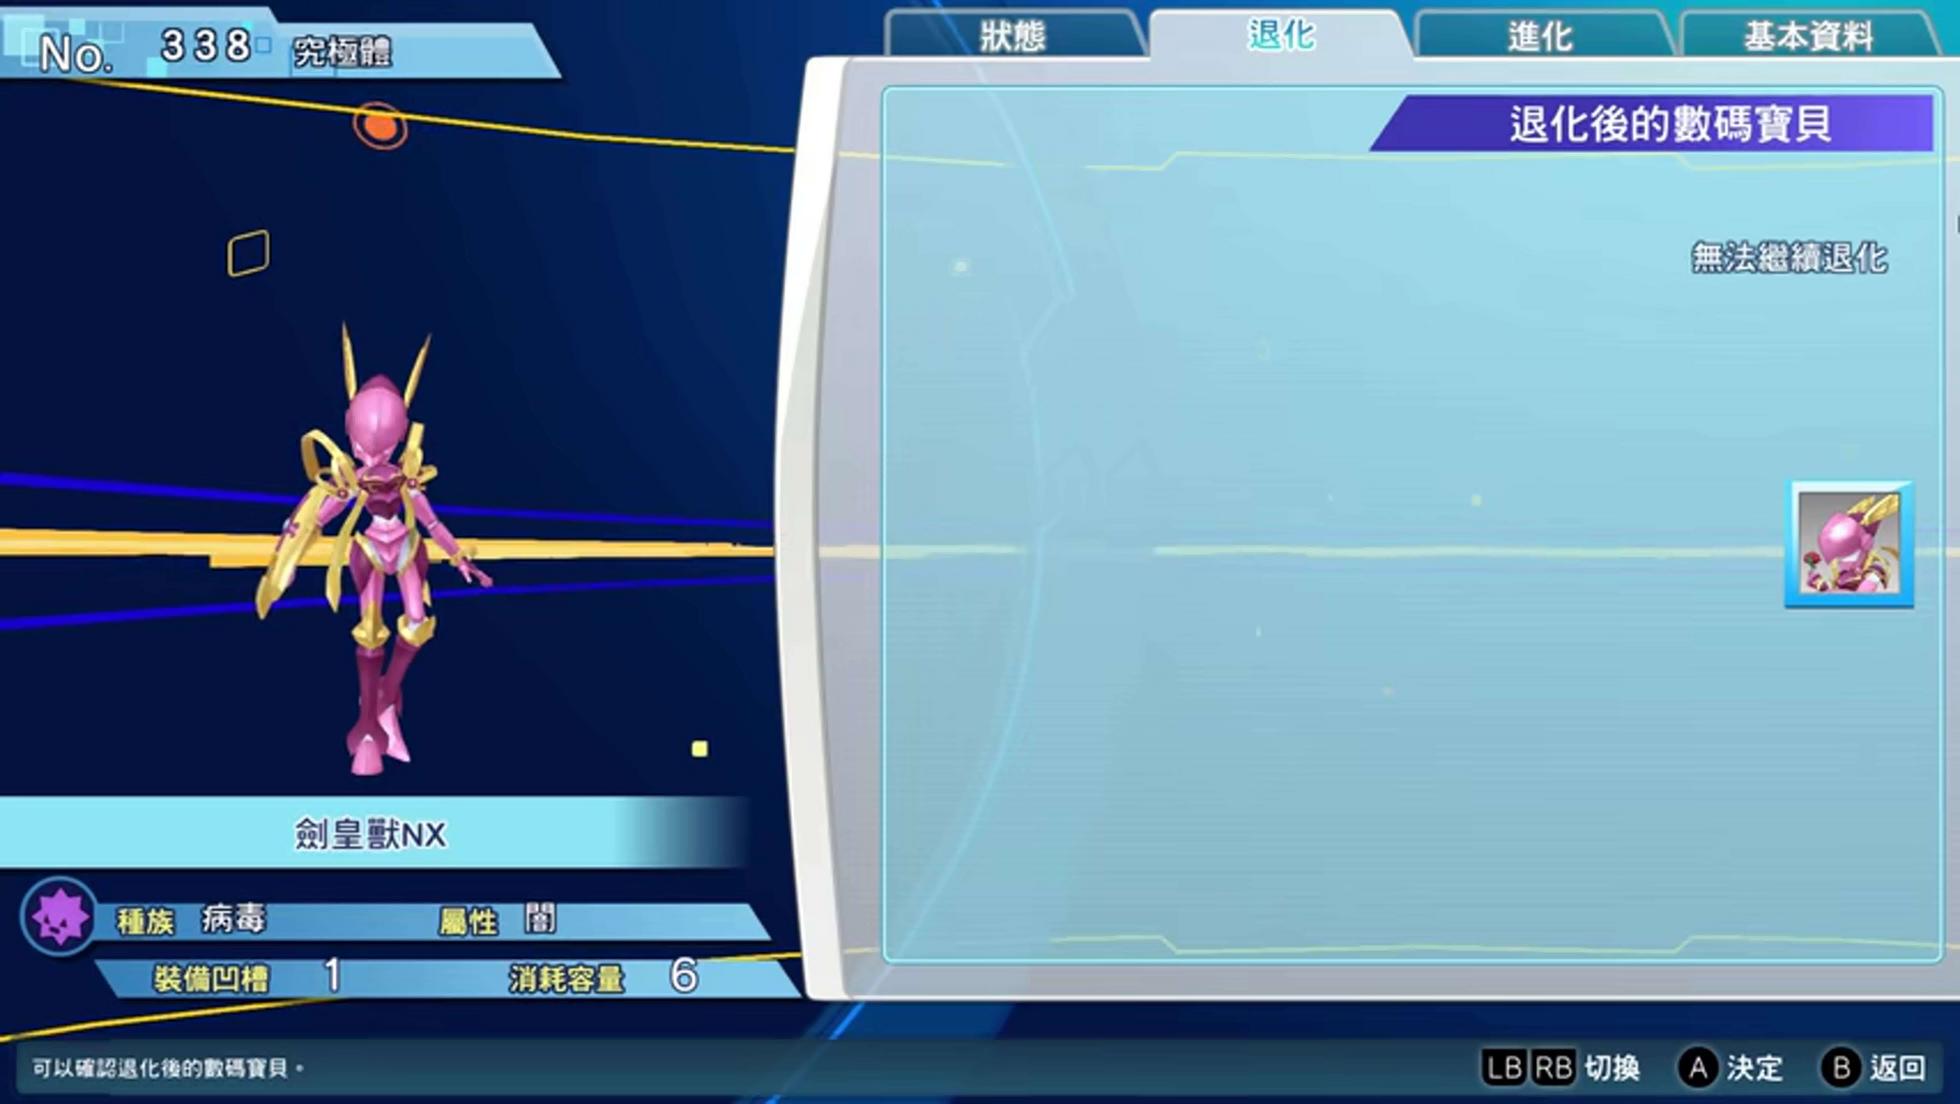 No. 338 究極體
狀態
退化
進化
基本資料
退化後的數碼寶貝
無法繼續退化
劍皇獸NX
種族 病毒 屬性 闇
裝備凹槽 1 消耗容量 6
可以確認退化後的數碼寶貝。
LB RB 切換 A 決定 B 返回